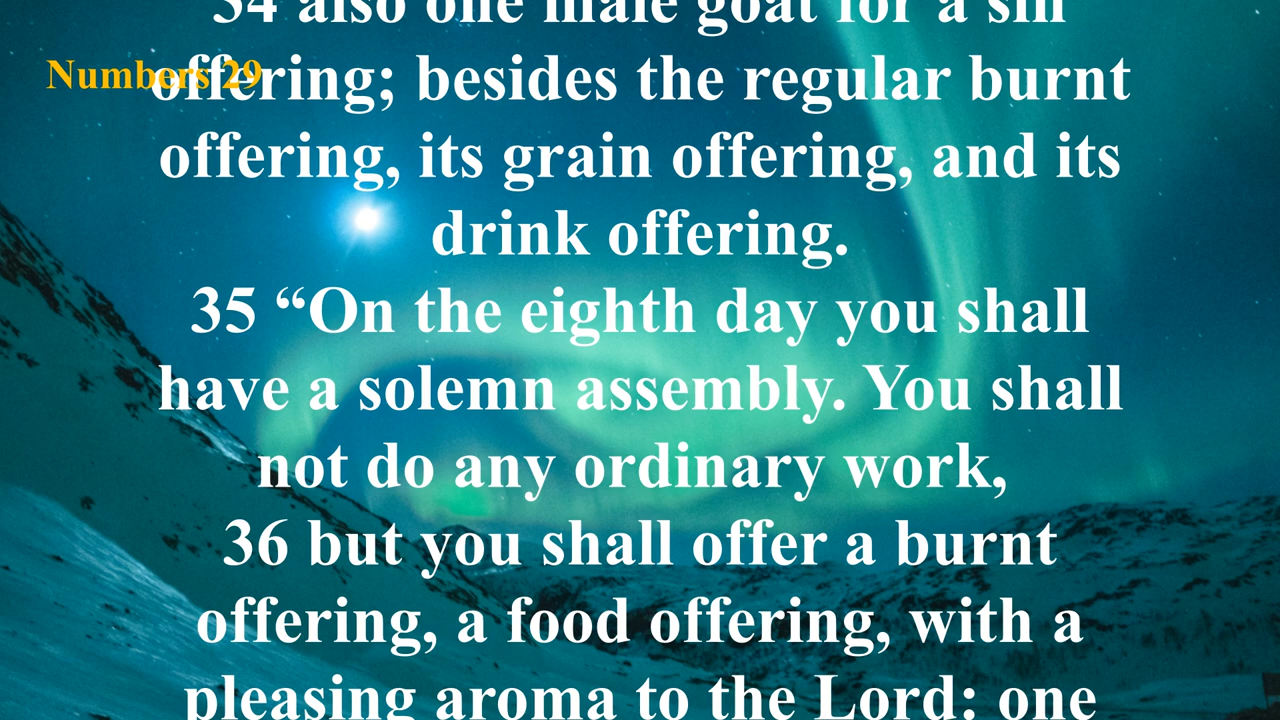 34 also one male goat for a sin
Numbers 29
offering; besides the regular burnt
offering, its grain offering, and its
drink offering.
35 “On the eighth day you shall
have a solemn assembly. You shall
not do any ordinary work,
36 but you shall offer a burnt
offering, a food offering, with a
pleasing aroma to the Lord: one